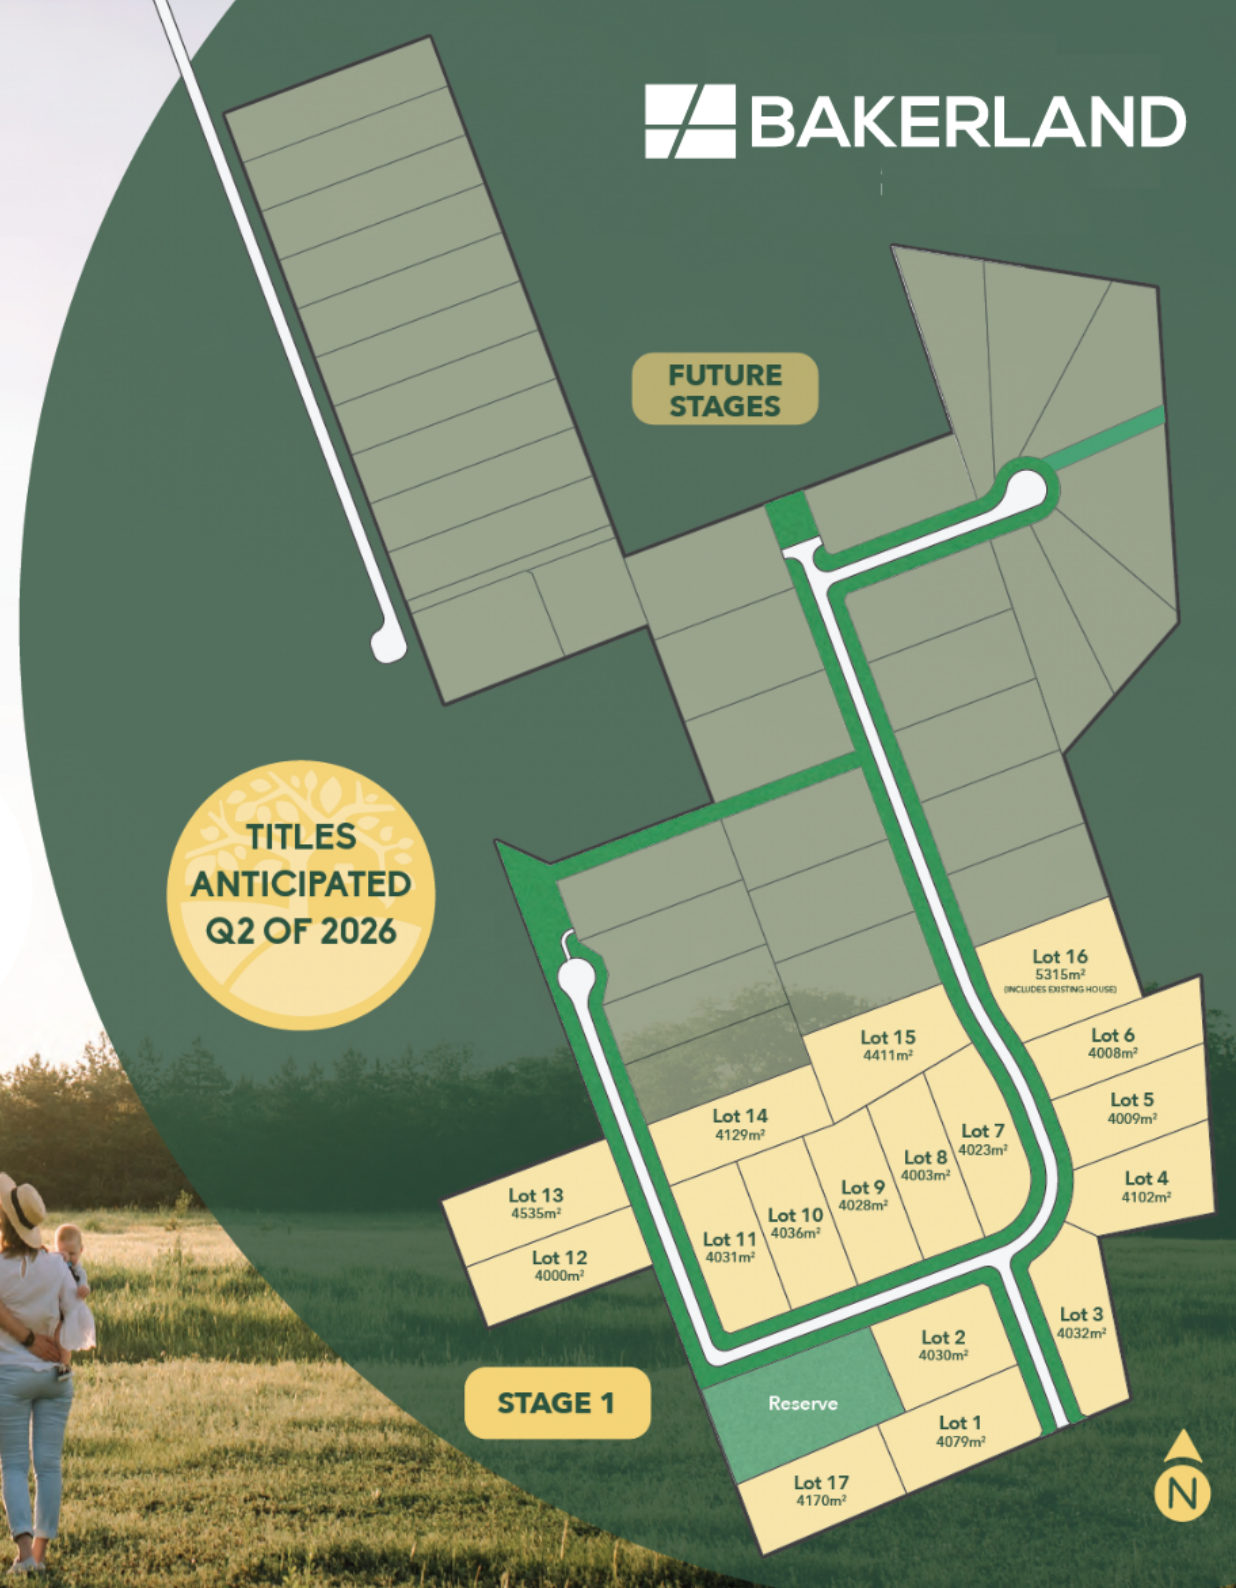 BAKERLAND
FUTURE
STAGES
TITLES
ANTICIPATED
Q2 OF 2026
Lot 16
5315m²
(INCLUDES EXISTING HOUSE)
Lot 15
4411m²
Lot 6
4008m²
Lot 5
4009m²
Lot 14
4129m²
Lot 7
4023m²
Lot 8
4003m²
Lot 4
4102m²
Lot 9
4028m²
Lot 13
4535m²
Lot 10
4036m²
Lot 11
4031m²
Lot 12
4000m²
Lot 3
4032m²
Lot 2
4030m²
STAGE 1
Reserve
Lot 1
4079m²
Lot 17
4170m²
N